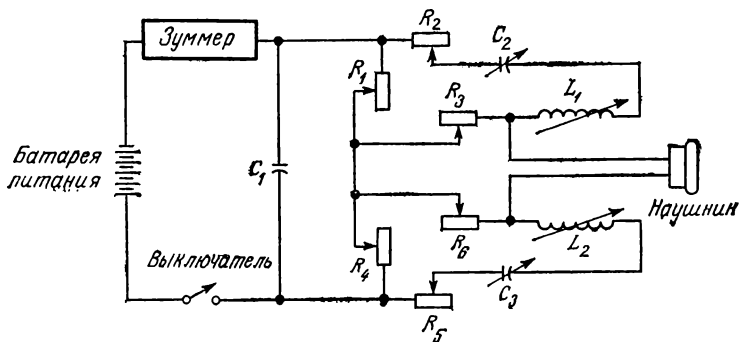 Зуммер
R₂
C₂
R₁
R₃
L₁
Батарея
питания
C₁
Наушник
R₆
L₂
Выключатель
R₄
C₃
R₅